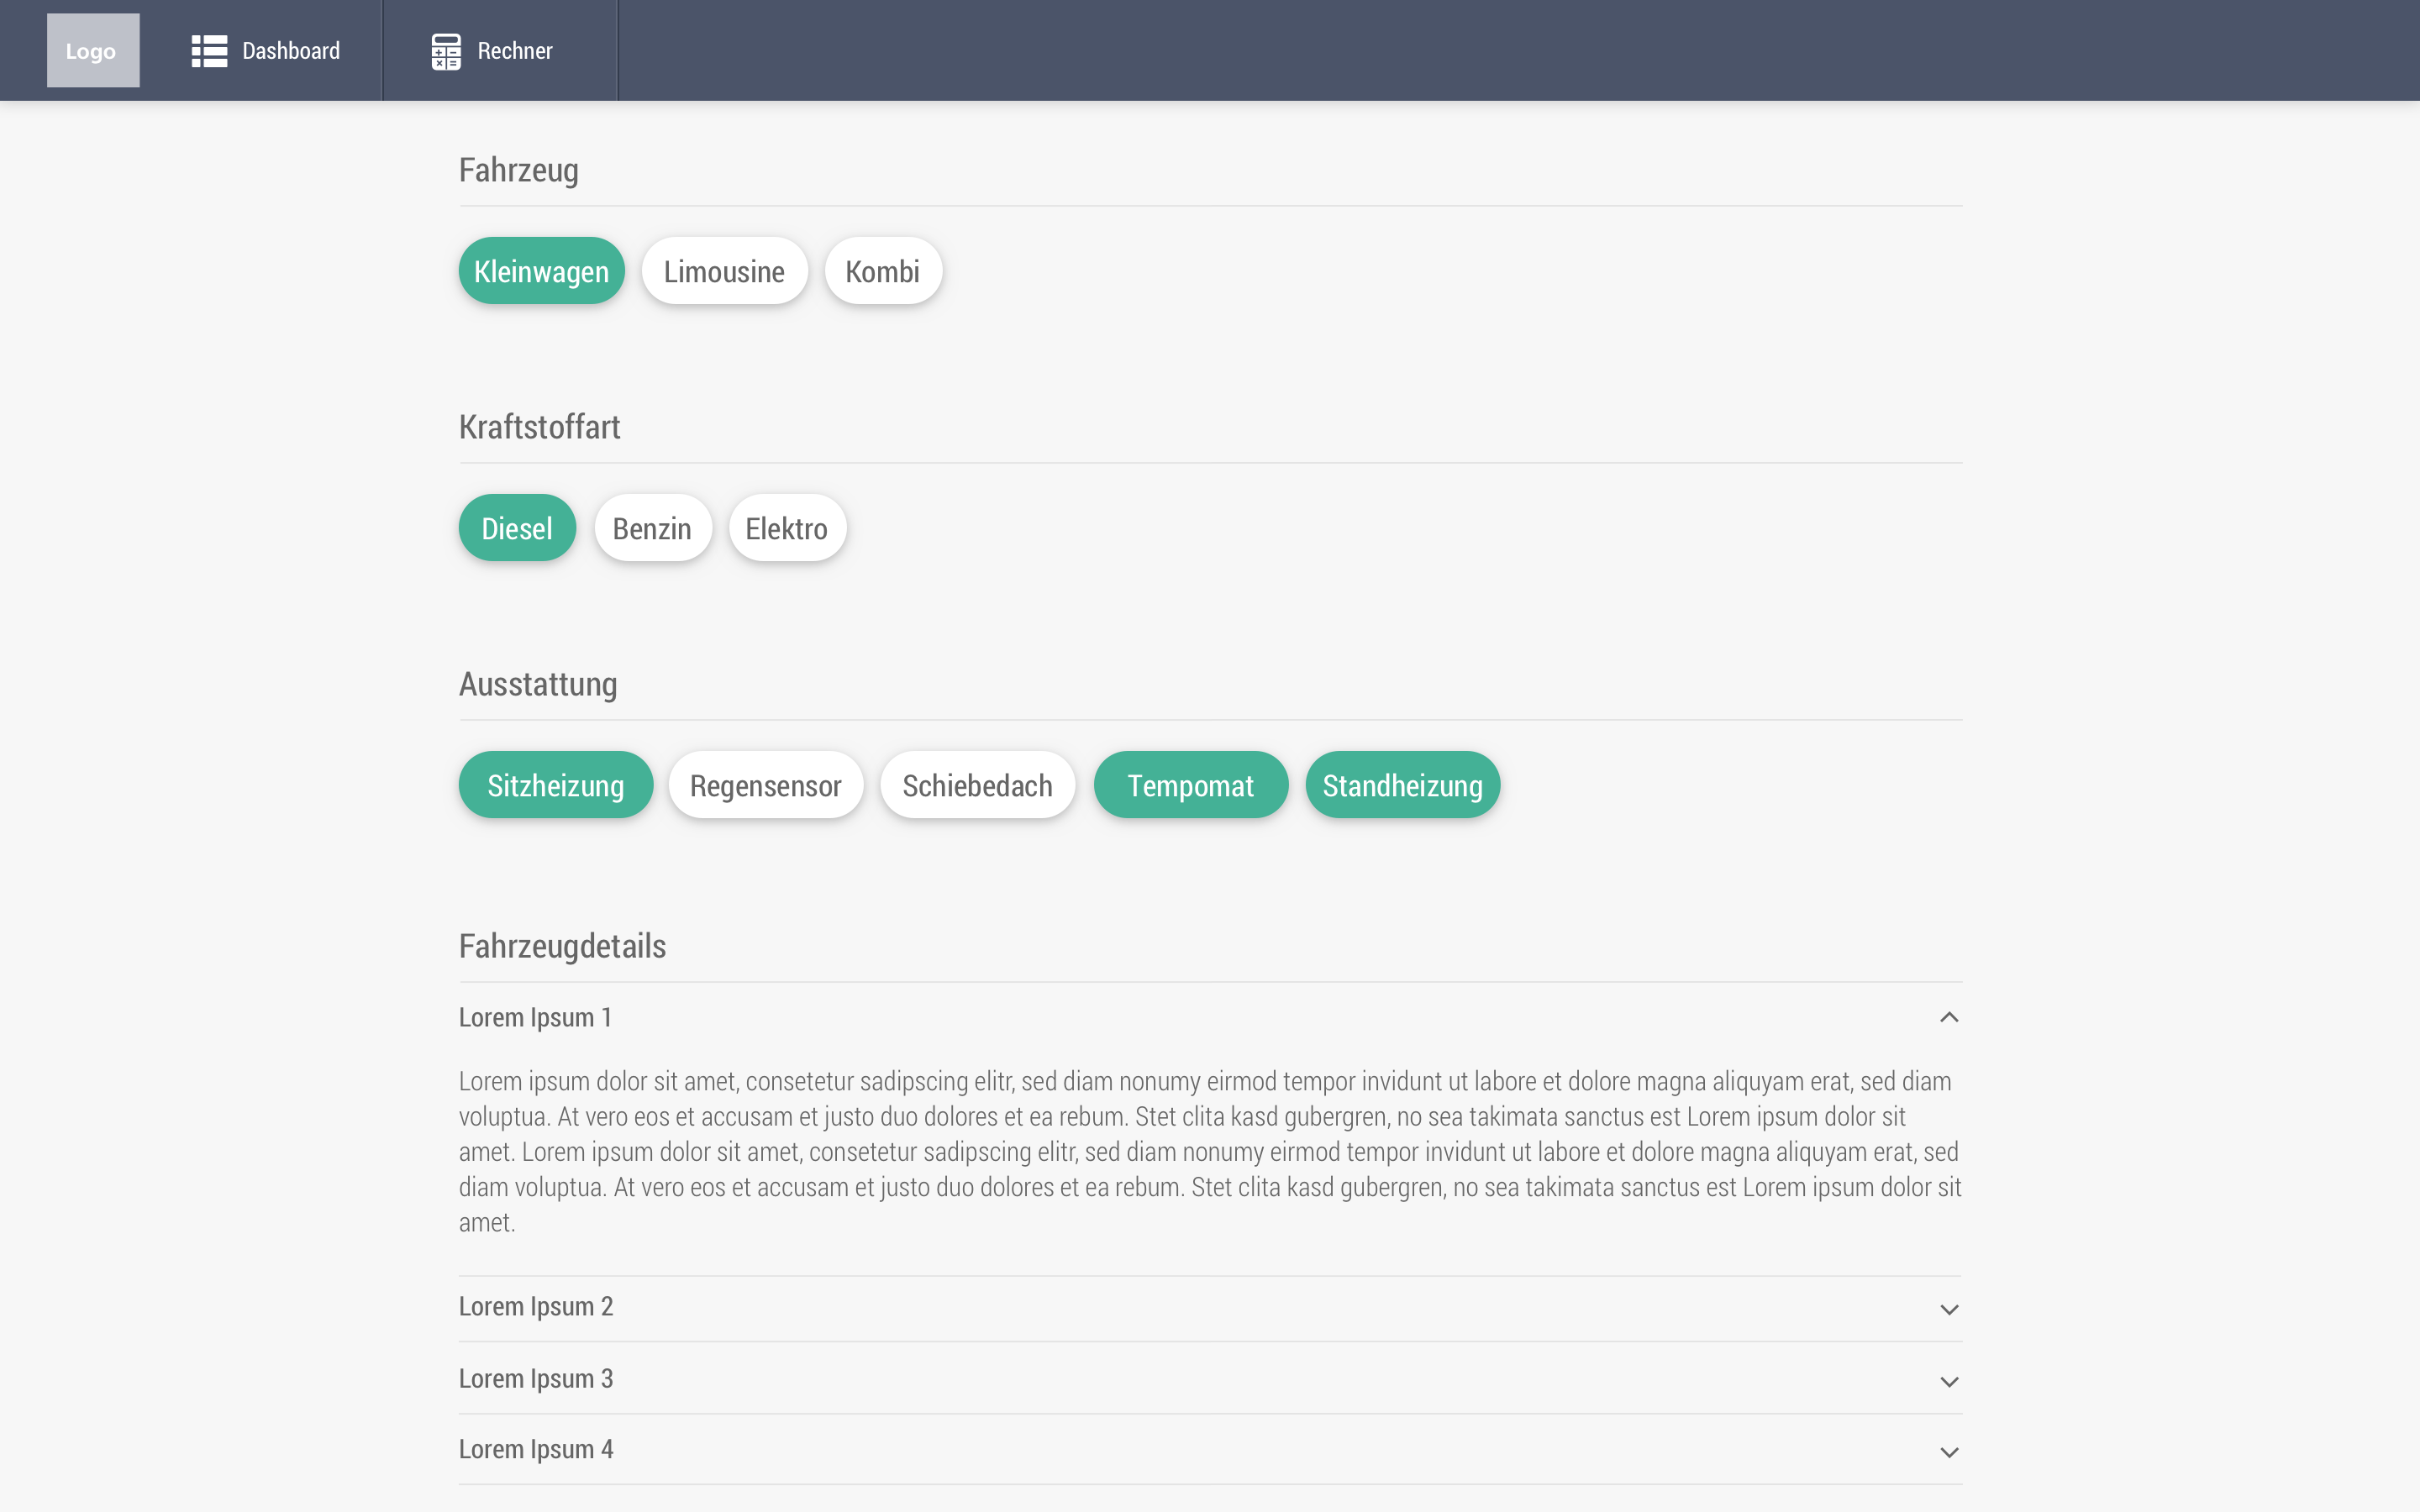 Logo
Dashboard
Rechner
Fahrzeug
Kleinwagen
Limousine
Kombi
Kraftstoffart
Diesel
Benzin
Elektro
Ausstattung
Sitzheizung
Regensensor
Schiebedach
Tempomat
Standheizung
Fahrzeugdetails
Lorem Ipsum 1
Lorem ipsum dolor sit amet, consetetur sadipscing elitr, sed diam nonumy eirmod tempor invidunt ut labore et dolore magna aliquyam erat, sed diam
voluptua. At vero eos et accusam et justo duo dolores et ea rebum. Stet clita kasd gubergren, no sea takimata sanctus est Lorem ipsum dolor sit
amet. Lorem ipsum dolor sit amet, consetetur sadipscing elitr, sed diam nonumy eirmod tempor invidunt ut labore et dolore magna aliquyam erat, sed
diam voluptua. At vero eos et accusam et justo duo dolores et ea rebum. Stet clita kasd gubergren, no sea takimata sanctus est Lorem ipsum dolor sit
amet.
Lorem Ipsum 2
Lorem Ipsum 3
Lorem Ipsum 4